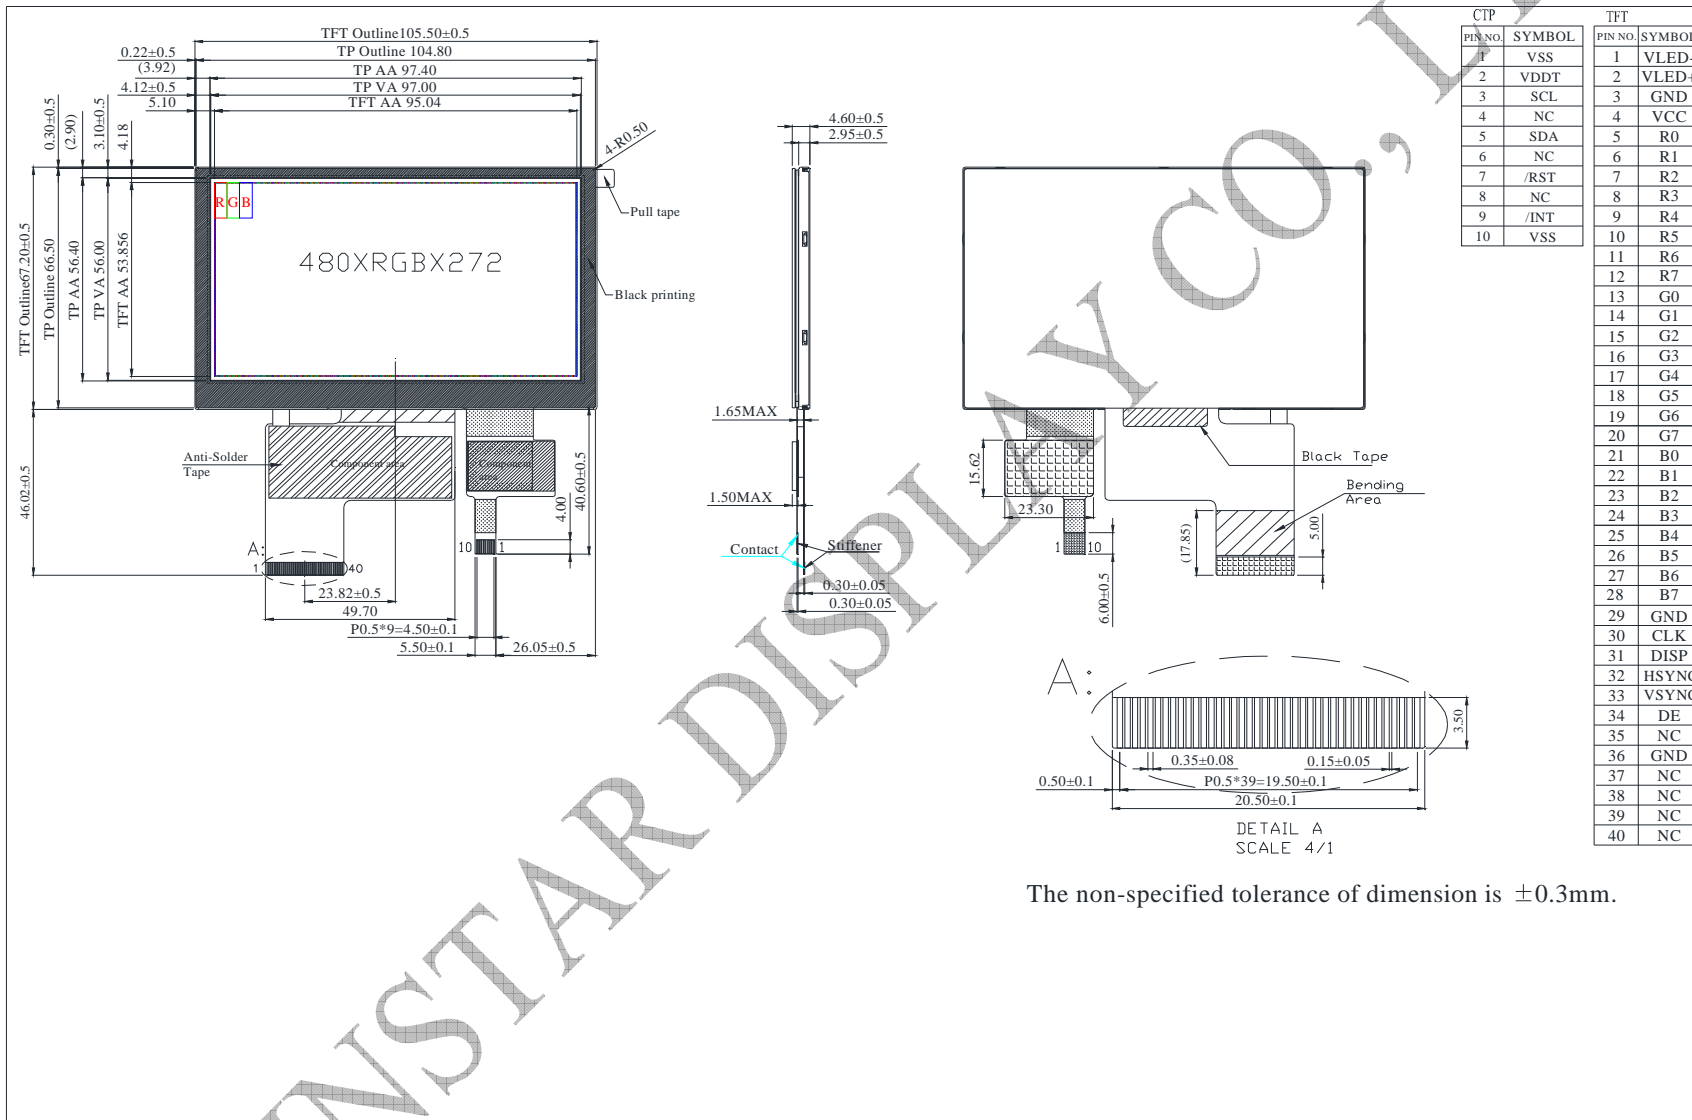 TFT Outline105.50±0.5
TP Outline 104.80
TP AA 97.40
TP VA 97.00
TFT AA 95.04
0.22±0.5
(3.92)
4.12±0.5
5.10
0.30±0.5
(2.90)
3.10±0.5
4.18
4-R0.50
Pull tape
Black printing
R G B
480XRGBX272
TFT Outline67.20±0.5
TP Outline 66.50
TP AA 56.40
TP VA 56.00
TFT AA 53.856
46.02±0.5
Anti-Solder
Tape
Component area
Component
area
4.00
40.60±0.5
10 1
A:
1 40
23.82±0.5
49.70
P0.5*9=4.50±0.1
5.50±0.1
26.05±0.5
4.60±0.5
2.95±0.5
1.65MAX
1.50MAX
Contact
Stiffener
0.30±0.05
0.30±0.05
15.62
23.30
1 10
6.00±0.5
Black Tape
Bending
Area
(17.85)
5.00
A:
3.50
0.35±0.08
0.15±0.05
0.50±0.1
P0.5*39=19.50±0.1
20.50±0.1
DETAIL A
SCALE 4/1
The non-specified tolerance of dimension is ±0.3mm.
CTP
PIN NO. SYMBOL
1 VSS
2 VDDT
3 SCL
4 NC
5 SDA
6 NC
7 /RST
8 NC
9 /INT
10 VSS
TFT
PIN NO. SYMBOL
1 VLED-
2 VLED+
3 GND
4 VCC
5 R0
6 R1
7 R2
8 R3
9 R4
10 R5
11 R6
12 R7
13 G0
14 G1
15 G2
16 G3
17 G4
18 G5
19 G6
20 G7
21 B0
22 B1
23 B2
24 B3
25 B4
26 B5
27 B6
28 B7
29 GND
30 CLK
31 DISP
32 HSYNC
33 VSYNC
34 DE
35 NC
36 GND
37 NC
38 NC
39 NC
40 NC
NSTAR DISPLAY CO., L